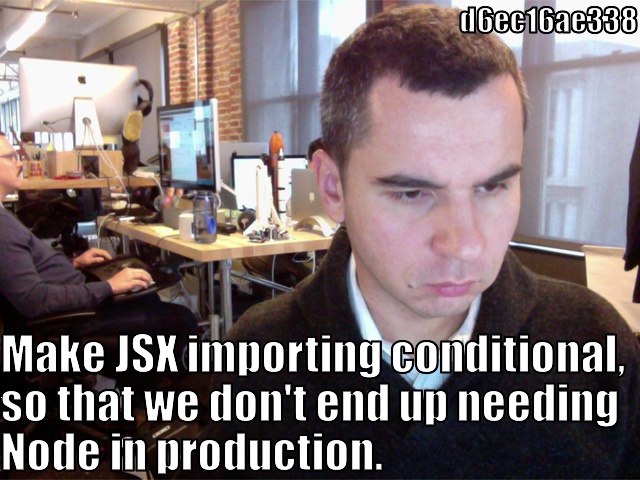 d6ec16ae338
Make JSX importing conditional,
so that we don't end up needing
Node in production.